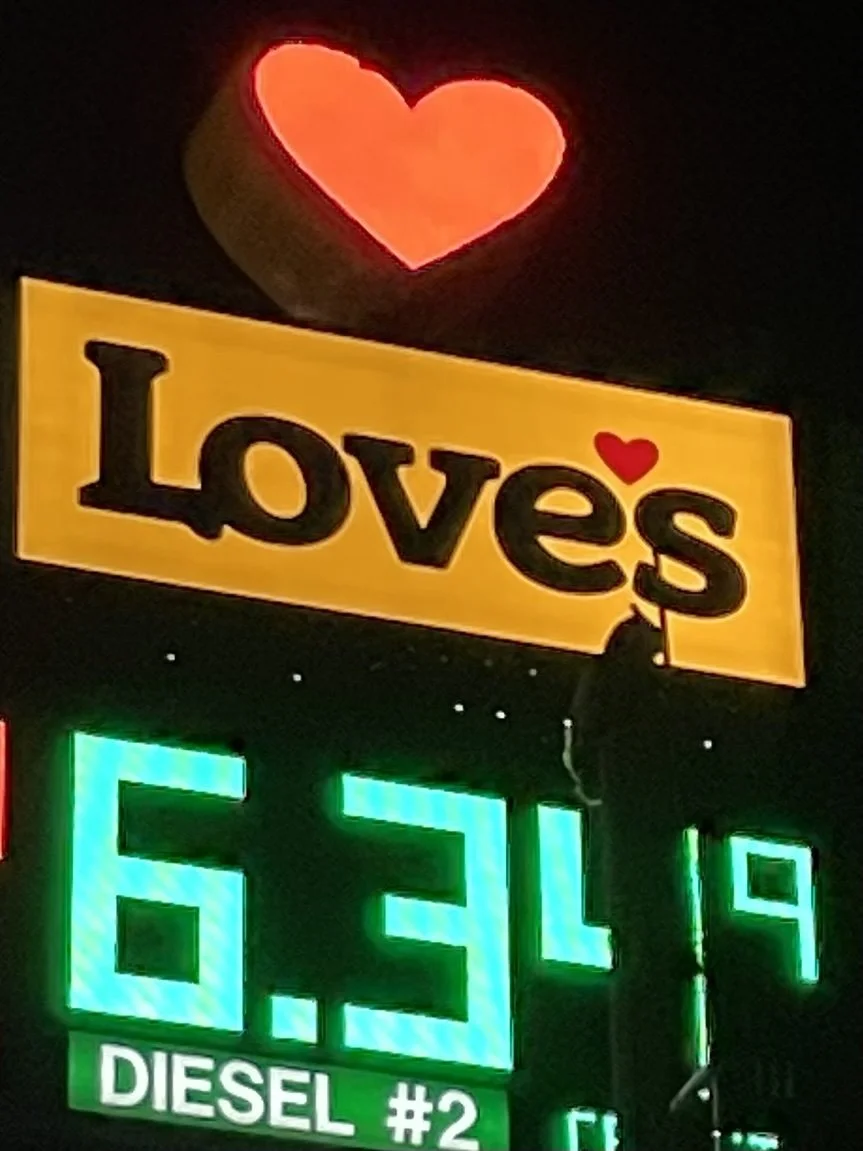 Love's
6.34 9
DIESEL #2